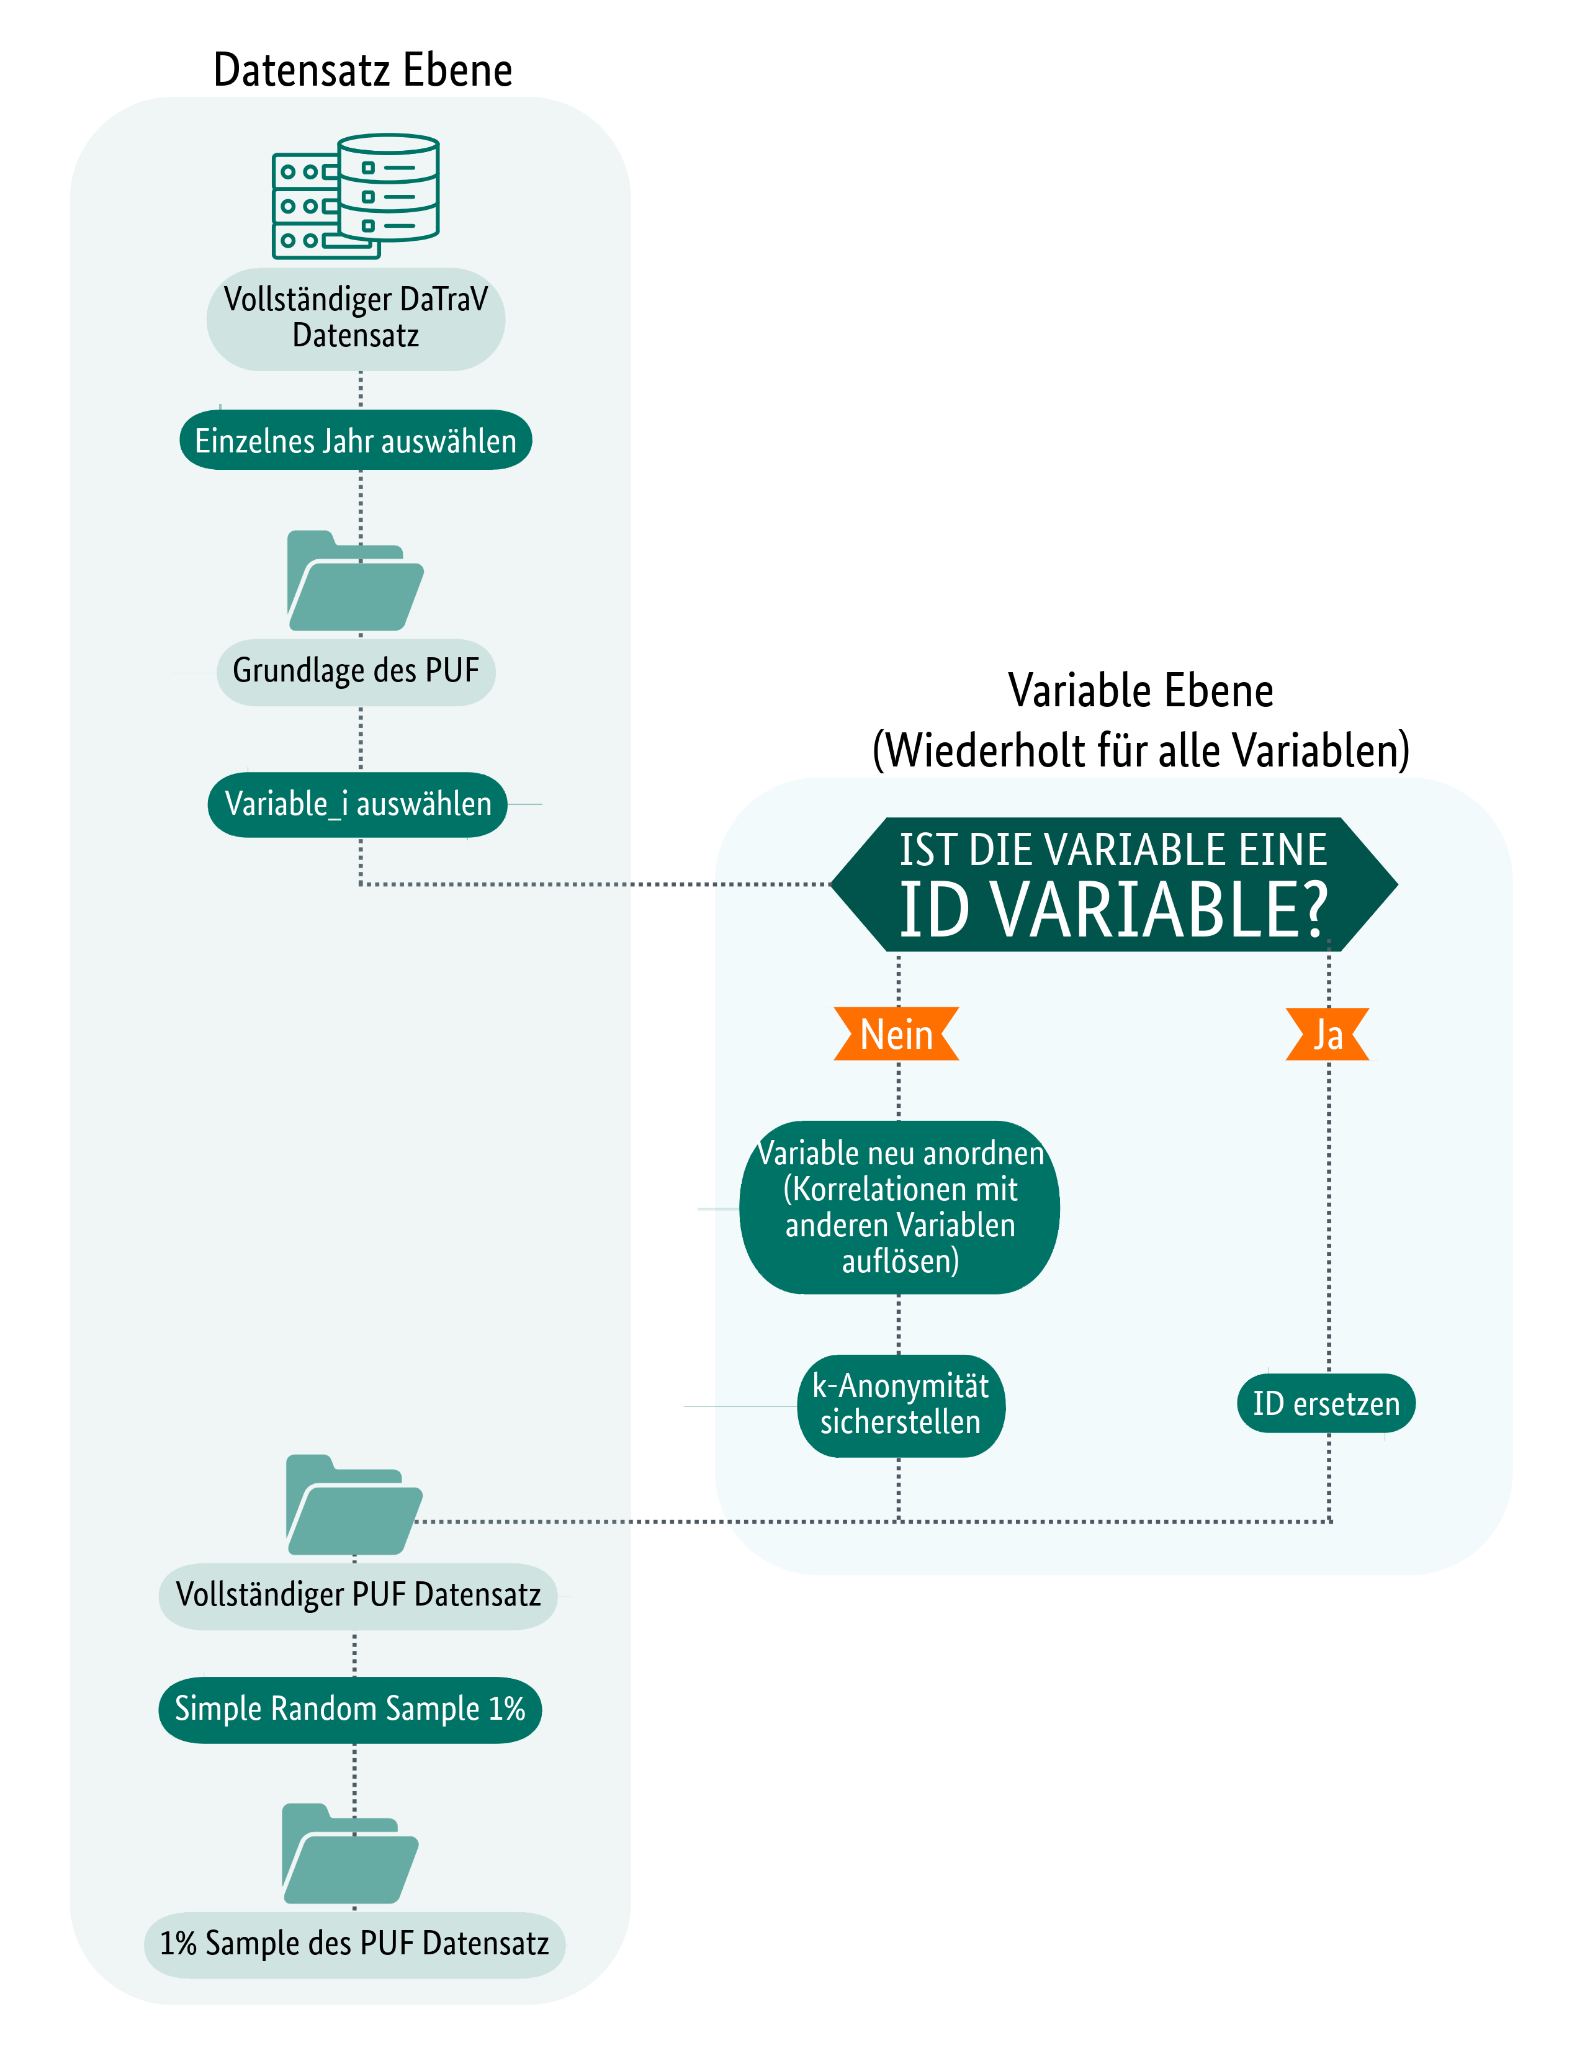 Datensatz Ebene
Vollständiger DaTraV
Datensatz
Einzelnes Jahr auswählen
Grundlage des PUF
Variable_i auswählen
Variable Ebene
(Wiederholt für alle Variablen)
IST DIE VARIABLE EINE
ID VARIABLE?
Nein
Ja
Variable neu anordnen
(Korrelationen mit
anderen Variablen
auflösen)
k-Anonymität
sicherstellen
ID ersetzen
Vollständiger PUF Datensatz
Simple Random Sample 1%
1% Sample des PUF Datensatz